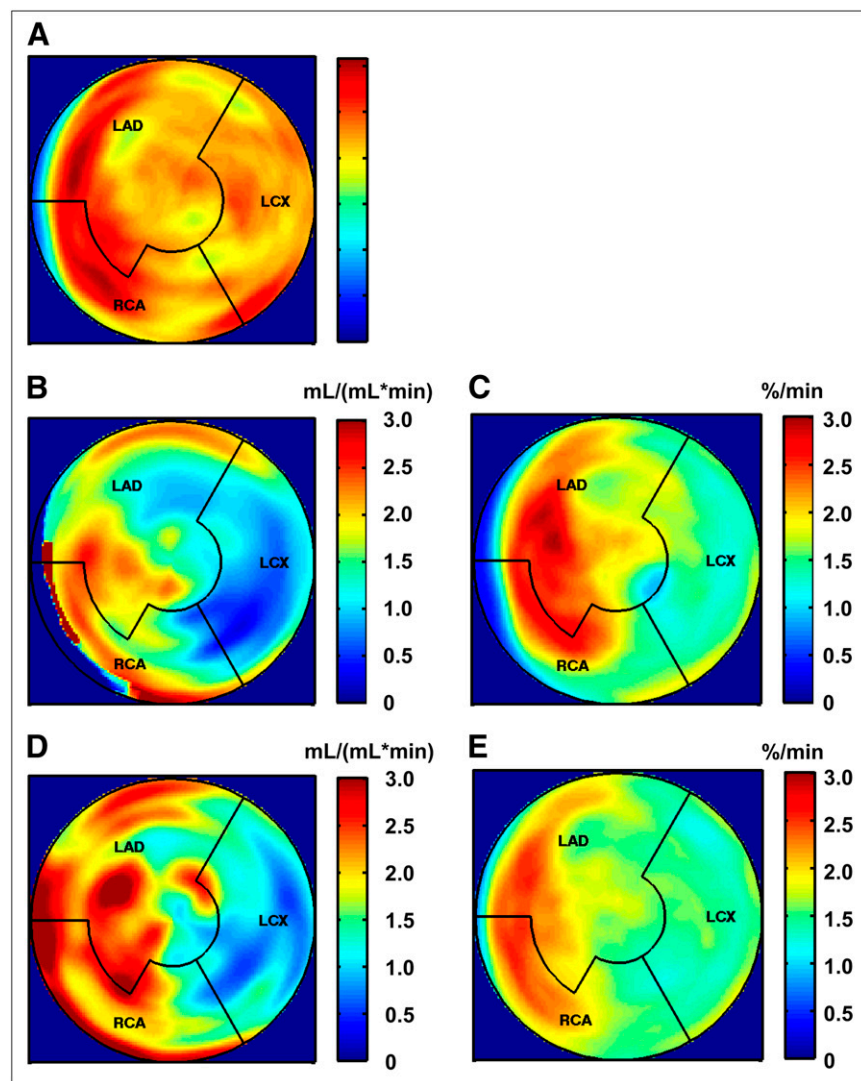 A
LAD
LCX
RCA
B
mL/(mL*min)
LAD
LCX
RCA
3.0
2.5
2.0
1.5
1.0
0.5
0
C
%/min
LAD
LCX
RCA
3.0
2.5
2.0
1.5
1.0
0.5
0
D
mL/(mL*min)
LAD
LCX
RCA
3.0
2.5
2.0
1.5
1.0
0.5
0
E
%/min
LAD
LCX
RCA
3.0
2.5
2.0
1.5
1.0
0.5
0